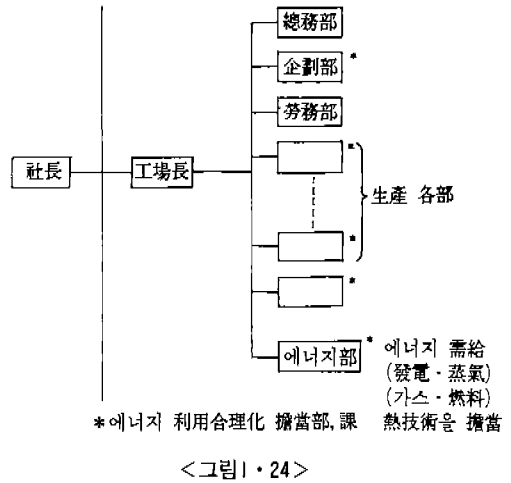 總務部
企劃部 *
勞務部
社長
工場長
*
生產 各部
*
*
에너지部 *
에너지 需給
(發電・蒸氣)
(가스・燃料)
熱技術을 擔當
*에너지 利用合理化 擔當部,課
<그림Ⅰ・24>